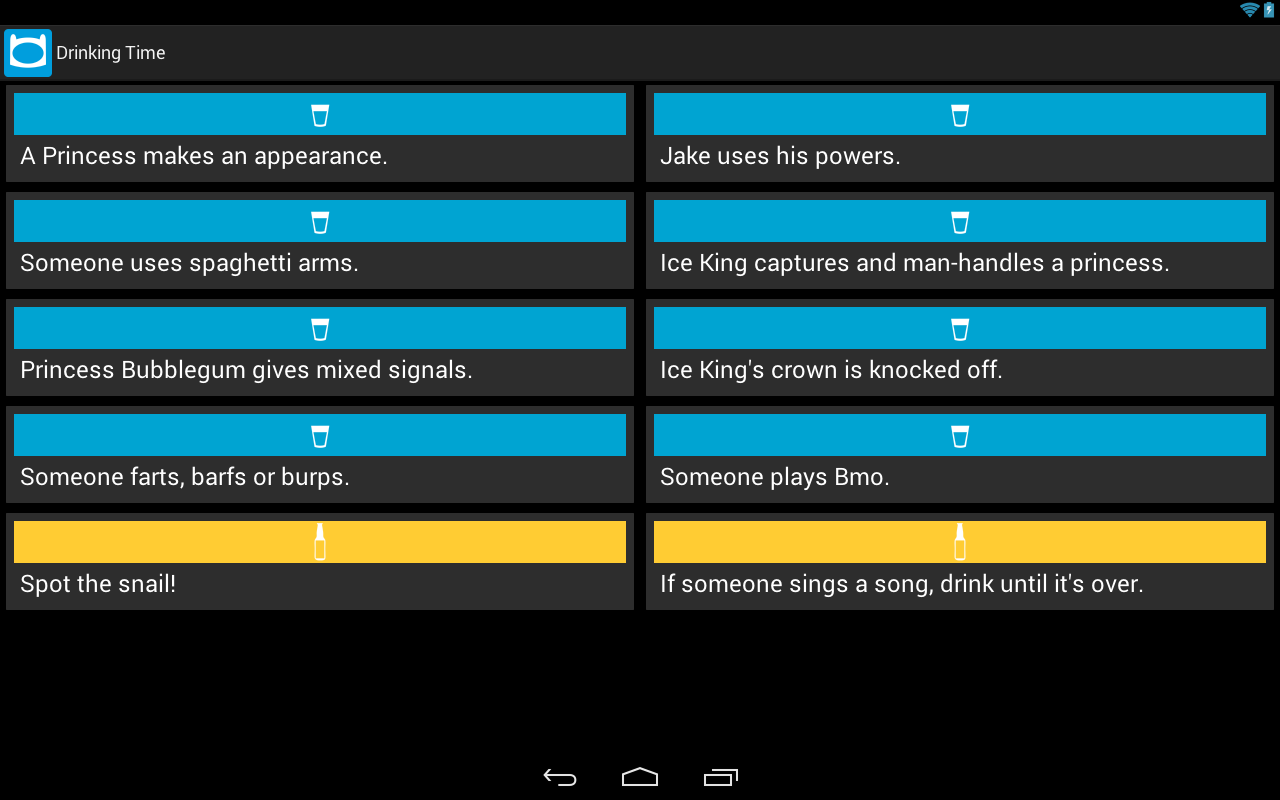 Drinking Time
A Princess makes an appearance.
Jake uses his powers.
Someone uses spaghetti arms.
Ice King captures and man-handles a princess.
Princess Bubblegum gives mixed signals.
Ice King's crown is knocked off.
Someone farts, barfs or burps.
Someone plays Bmo.
Spot the snail!
If someone sings a song, drink until it's over.